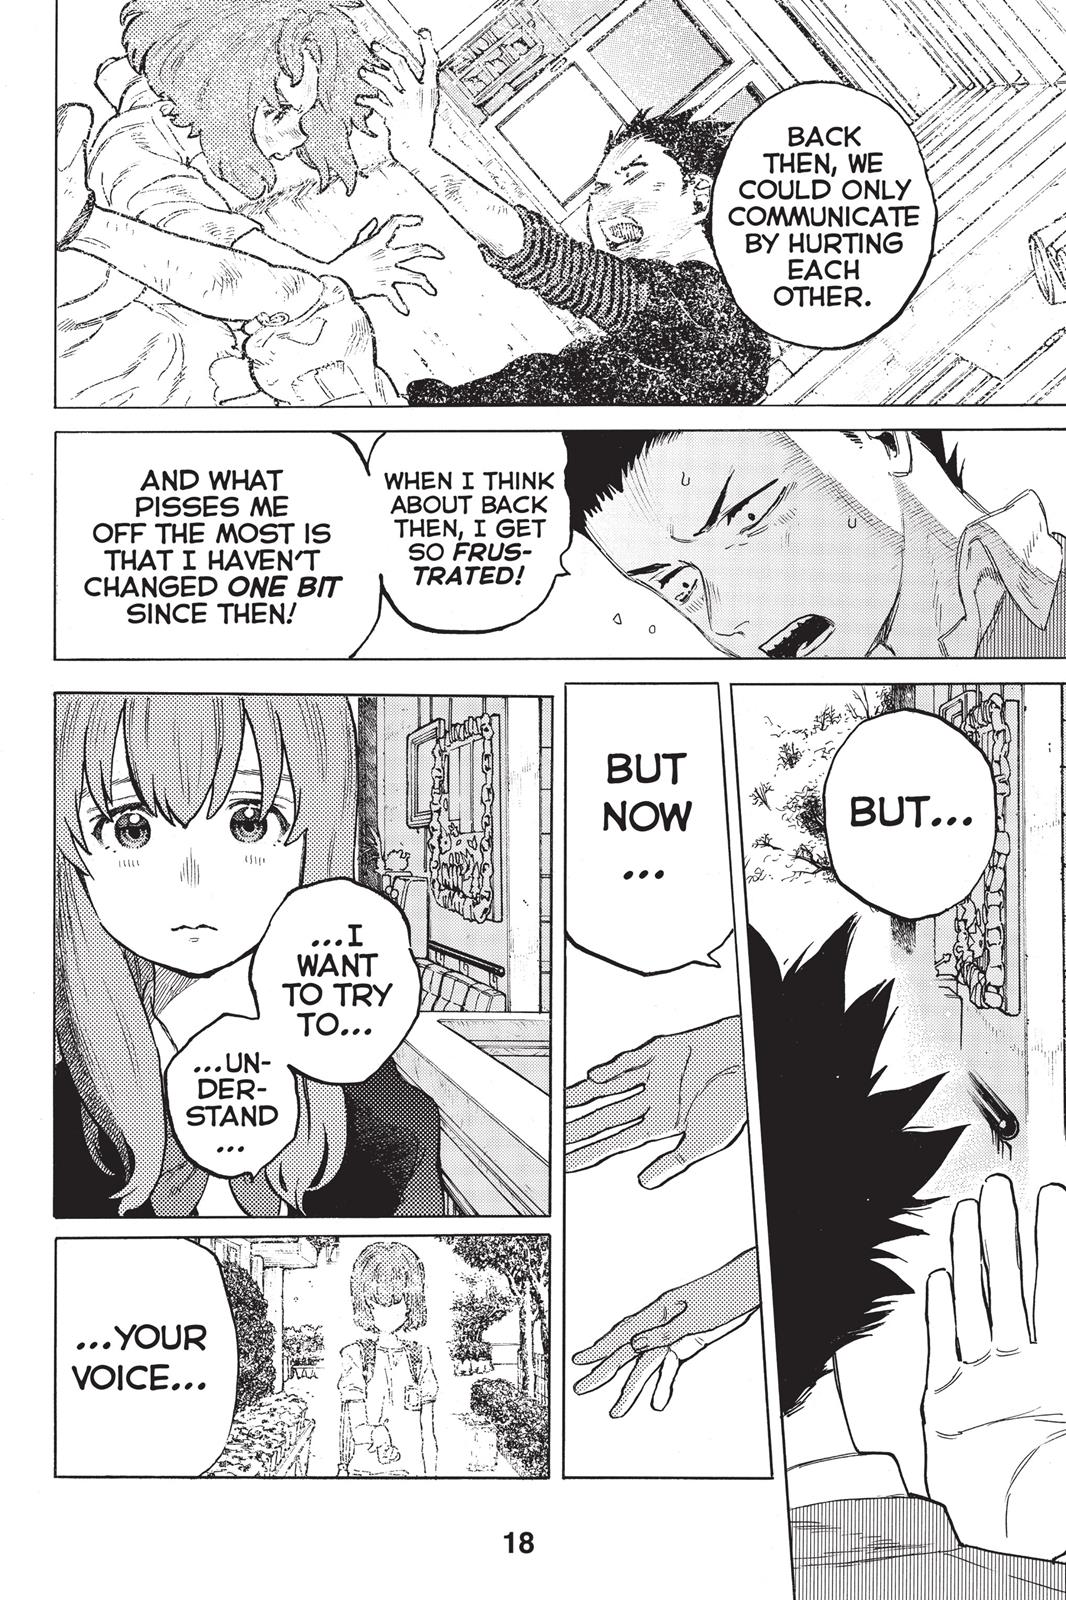 BACK
THEN, WE
COULD ONLY
COMMUNICATE
BY HURTING
EACH
OTHER.
WHEN I THINK
ABOUT BACK
THEN, I GET
SO FRUS-
TRATED!
AND WHAT
PISSES ME
OFF THE MOST IS
THAT I HAVEN'T
CHANGED ONE BIT
SINCE THEN!
BUT...
BUT
NOW
...
...I
WANT
TO TRY
TO...
...UN-
DER-
STAND
...
...YOUR
VOICE...
18